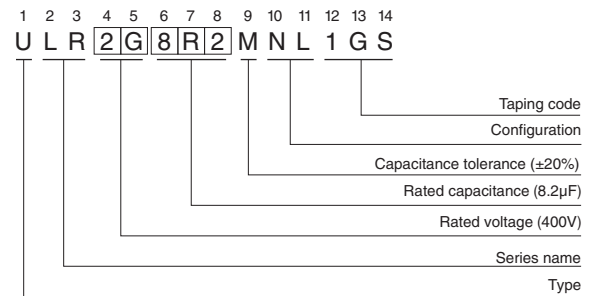 1 2 3 4 5 6 7 8 9 10 11 12 13 14
U L R 2 G 8 R 2 M N L 1 G S
Taping code
Configuration
Capacitance tolerance (±20%)
Rated capacitance (8.2µF)
Rated voltage (400V)
Series name
Type